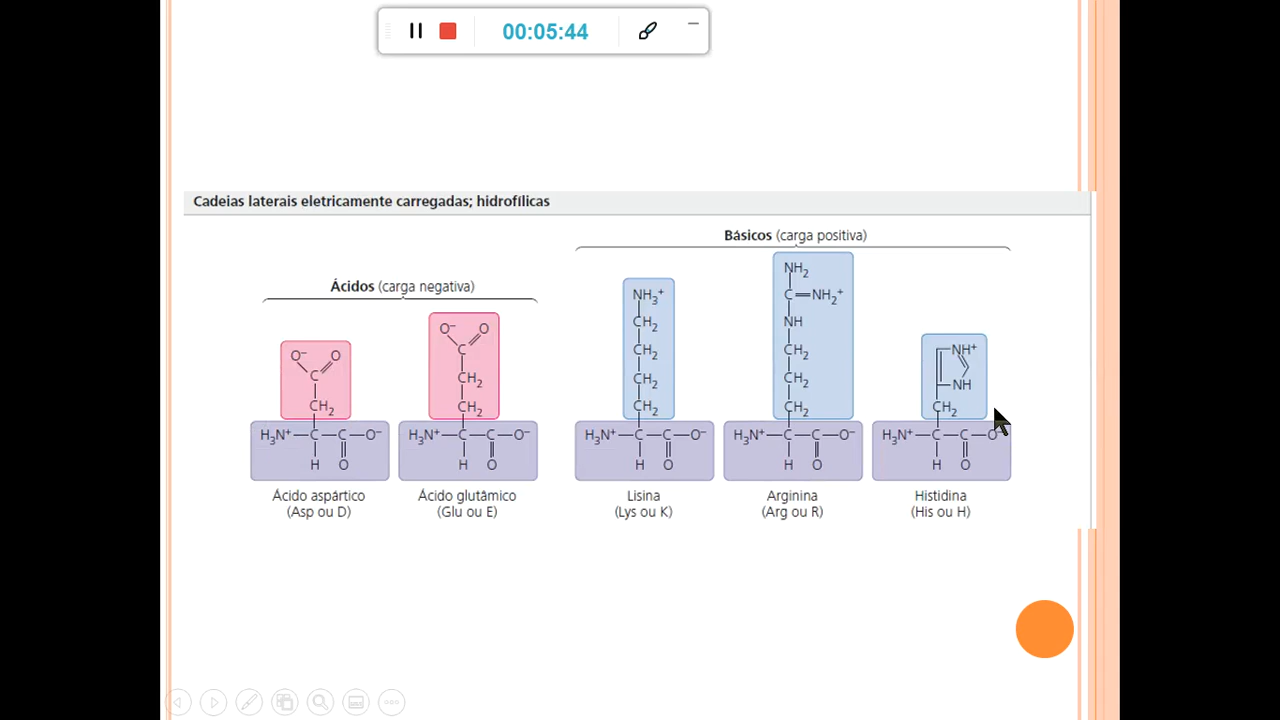 00:05:44
Cadeias laterais eletricamente carregadas; hidrofílicas
Básicos (carga positiva)
Ácidos (carga negativa)
O⁻ O
C
CH₂
H₃N⁺—C—C—O⁻
H O
Ácido aspártico
(Asp ou D)
O⁻ O
C
CH₂
CH₂
H₃N⁺—C—C—O⁻
H O
Ácido glutâmico
(Glu ou E)
NH₃⁺
CH₂
CH₂
CH₂
CH₂
H₃N⁺—C—C—O⁻
H O
Lisina
(Lys ou K)
NH₂
C═NH₂⁺
NH
CH₂
CH₂
CH₂
H₃N⁺—C—C—O⁻
H O
Arginina
(Arg ou R)
NH⁺
NH
CH₂
H₃N⁺—C—C—O⁻
H O
Histidina
(His ou H)